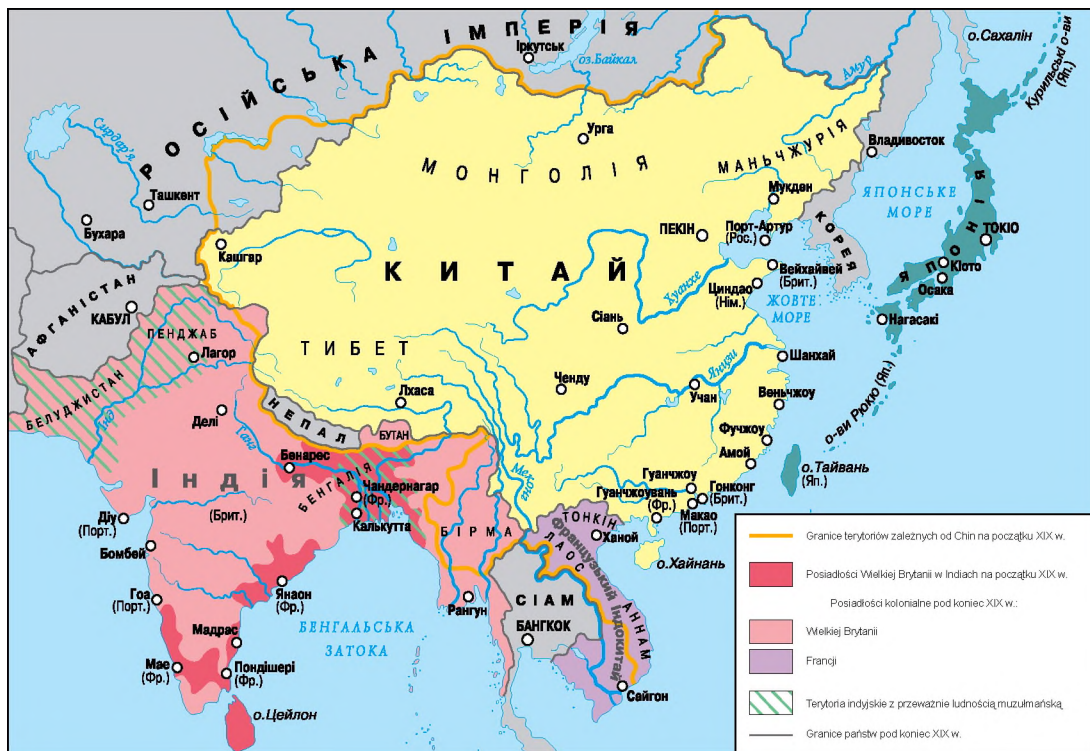 РОСІЙСЬКА ІМПЕРІЯ
Іркутськ
оз.Байкал
Амур
о.Сахалін
Курильські о-ви
(Яп.)
Сирдар'я
Урга
МОНГОЛІЯ
МАНЬЧЖУРІЯ
Владивосток
Ташкент
Бухара
Мукден
ЯПОНСЬКЕ
МОРЕ
ЯПОНІЯ
ПЕКІН
Порт-Артур
(Рос.)
КОРЕЯ
ТОКІО
Кашгар
КИТАЙ
Вейхайвей
(Брит.)
Кіото
Осака
Хуанхе
Циндао
(Нім.)
ЖОВТЕ
МОРЕ
АФГАНІСТАН
КАБУЛ
ПЕНДЖАБ
Лагор
Сіань
Нагасакі
ТИБЕТ
Янцзи
Шанхай
БЕЛУДЖИСТАН
Інд
Лхаса
Ченду
Учан
Веньчжоу
о-ви Рюкю (Яп.)
Делі
Ганг
НЕПАЛ
БУТАН
Фучжоу
Бенарес
Меконг
Амой
Індія
(Брит.)
БЕНГАЛІЯ
Чандернагар
(Фр.)
Гуанчжоу
Гонконг
(Брит.)
о.Тайвань
(Яп.)
Гуанчжоувань
(Фр.)
Макао
(Порт.)
Діу
(Порт.)
Калькутта
БІРМА
ТОНКІН
Ханой
ЛАОС
Французький Індокитай
о.Хайнань
Бомбей
Гоа
(Порт.)
Янаон
(Фр.)
Рангун
СІАМ
БАНГКОК
АННАМ
БЕНГАЛЬСЬКА
ЗАТОКА
Мадрас
Мае
(Фр.)
Пондішері
(Фр.)
Сайгон
о.Цейлон
Granice terytoriów zależnych od Chin na początku XIX w.
Posiadłości Wielkiej Brytanii w Indiach na początku XIX w.
Posiadłości kolonialne pod koniec XIX w.:
Wielkiej Brytanii
Francji
Terytoria indyjskie z przeważnie ludnością muzułmańską
Granice państw pod koniec XIX w.